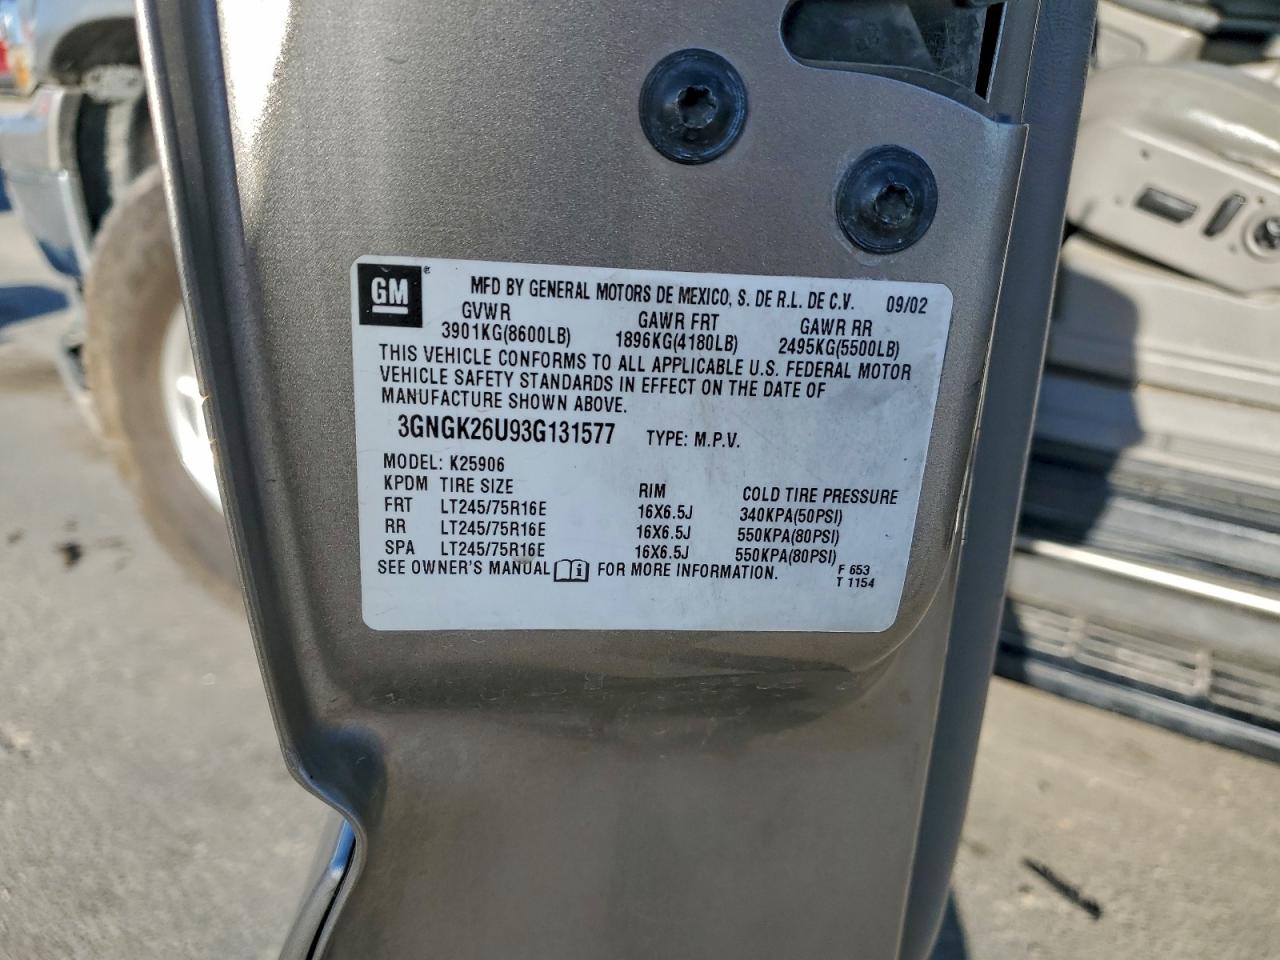 GM
®
MFD BY GENERAL MOTORS DE MEXICO, S. DE R.L. DE C.V. 09/02
GVWR GAWR FRT GAWR RR
3901KG(8600LB) 1896KG(4180LB) 2495KG(5500LB)
THIS VEHICLE CONFORMS TO ALL APPLICABLE U.S. FEDERAL MOTOR
VEHICLE SAFETY STANDARDS IN EFFECT ON THE DATE OF
MANUFACTURE SHOWN ABOVE.
3GNGK26U93G131577 TYPE: M.P.V.
MODEL: K25906
KPDM TIRE SIZE RIM COLD TIRE PRESSURE
FRT LT245/75R16E 16X6.5J 340KPA(50PSI)
RR LT245/75R16E 16X6.5J 550KPA(80PSI)
SPA LT245/75R16E 16X6.5J 550KPA(80PSI)
SEE OWNER'S MANUAL i FOR MORE INFORMATION. F 653
T 1154